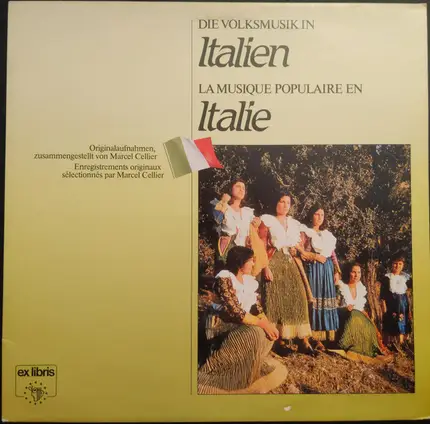 DIE VOLKSMUSIK IN
Italien
LA MUSIQUE POPULAIRE EN
Italie
Originalaufnahmen,
zusammengestellt von Marcel Cellier
Enregistrements originaux
sélectionnés par Marcel Cellier
ex libris